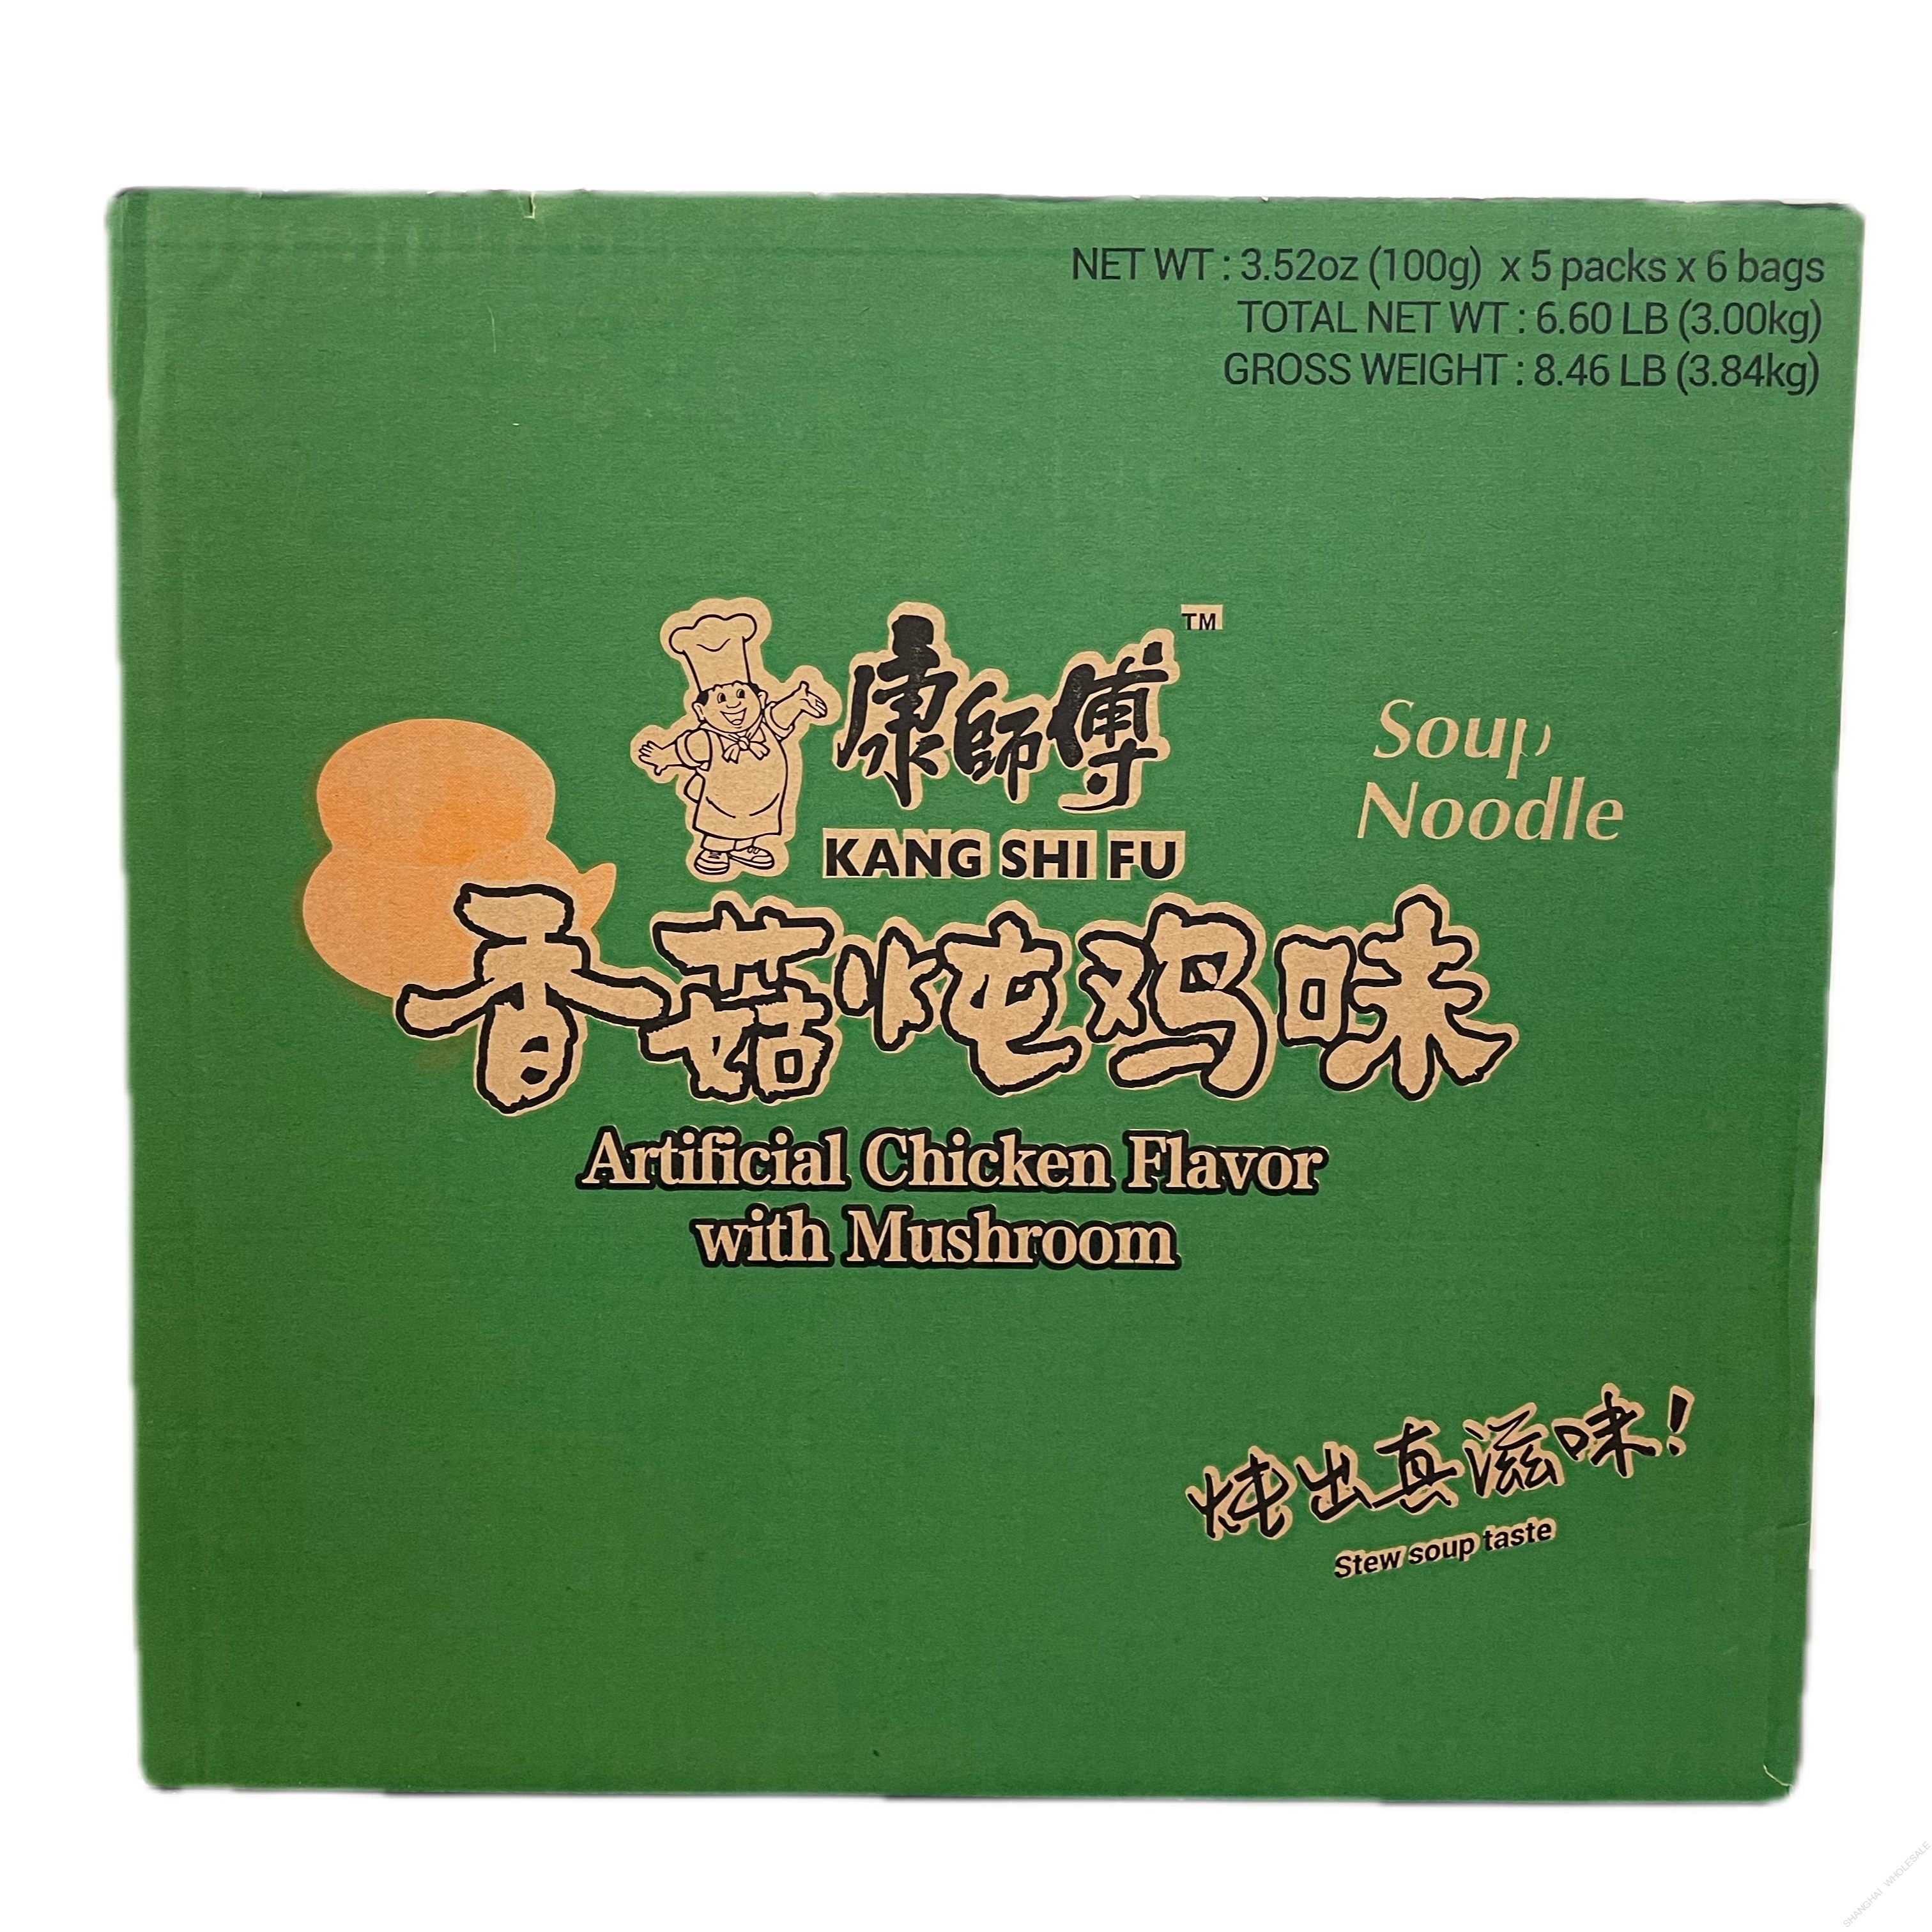 NET WT : 3.52oz (100g) x 5 packs x 6 bags
TOTAL NET WT : 6.60 LB (3.00kg)
GROSS WEIGHT : 8.46 LB (3.84kg)
康師傅 TM
KANG SHI FU
Soup
Noodle
香菇炖鸡味
Artificial Chicken Flavor
with Mushroom
炖出真滋味!
Stew soup taste
SHANGHAI WHOLESALE